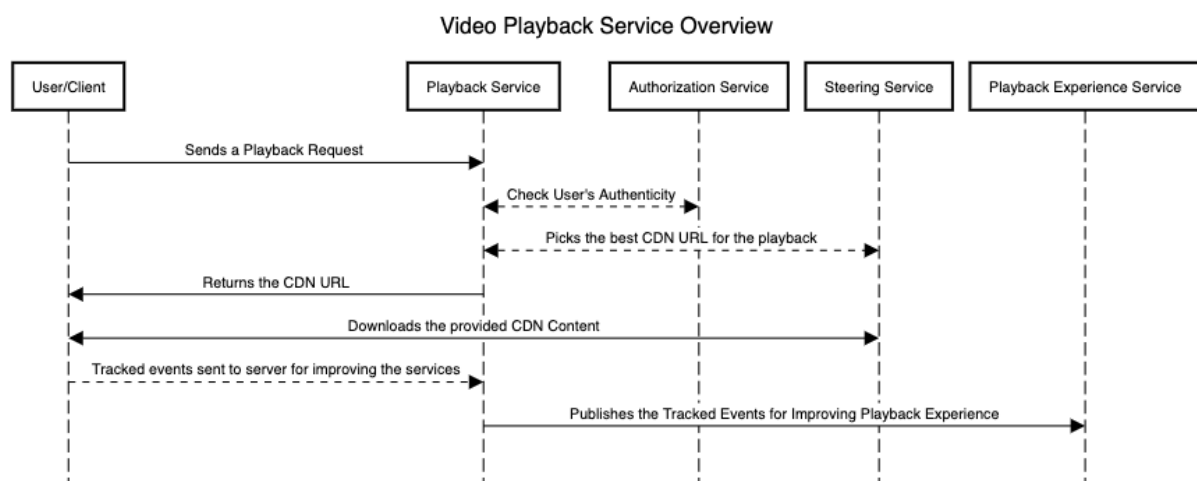 Video Playback Service Overview
User/Client
Playback Service
Authorization Service
Steering Service
Playback Experience Service
Sends a Playback Request
Check User's Authenticity
Picks the best CDN URL for the playback
Returns the CDN URL
Downloads the provided CDN Content
Tracked events sent to server for improving the services
Publishes the Tracked Events for Improving Playback Experience